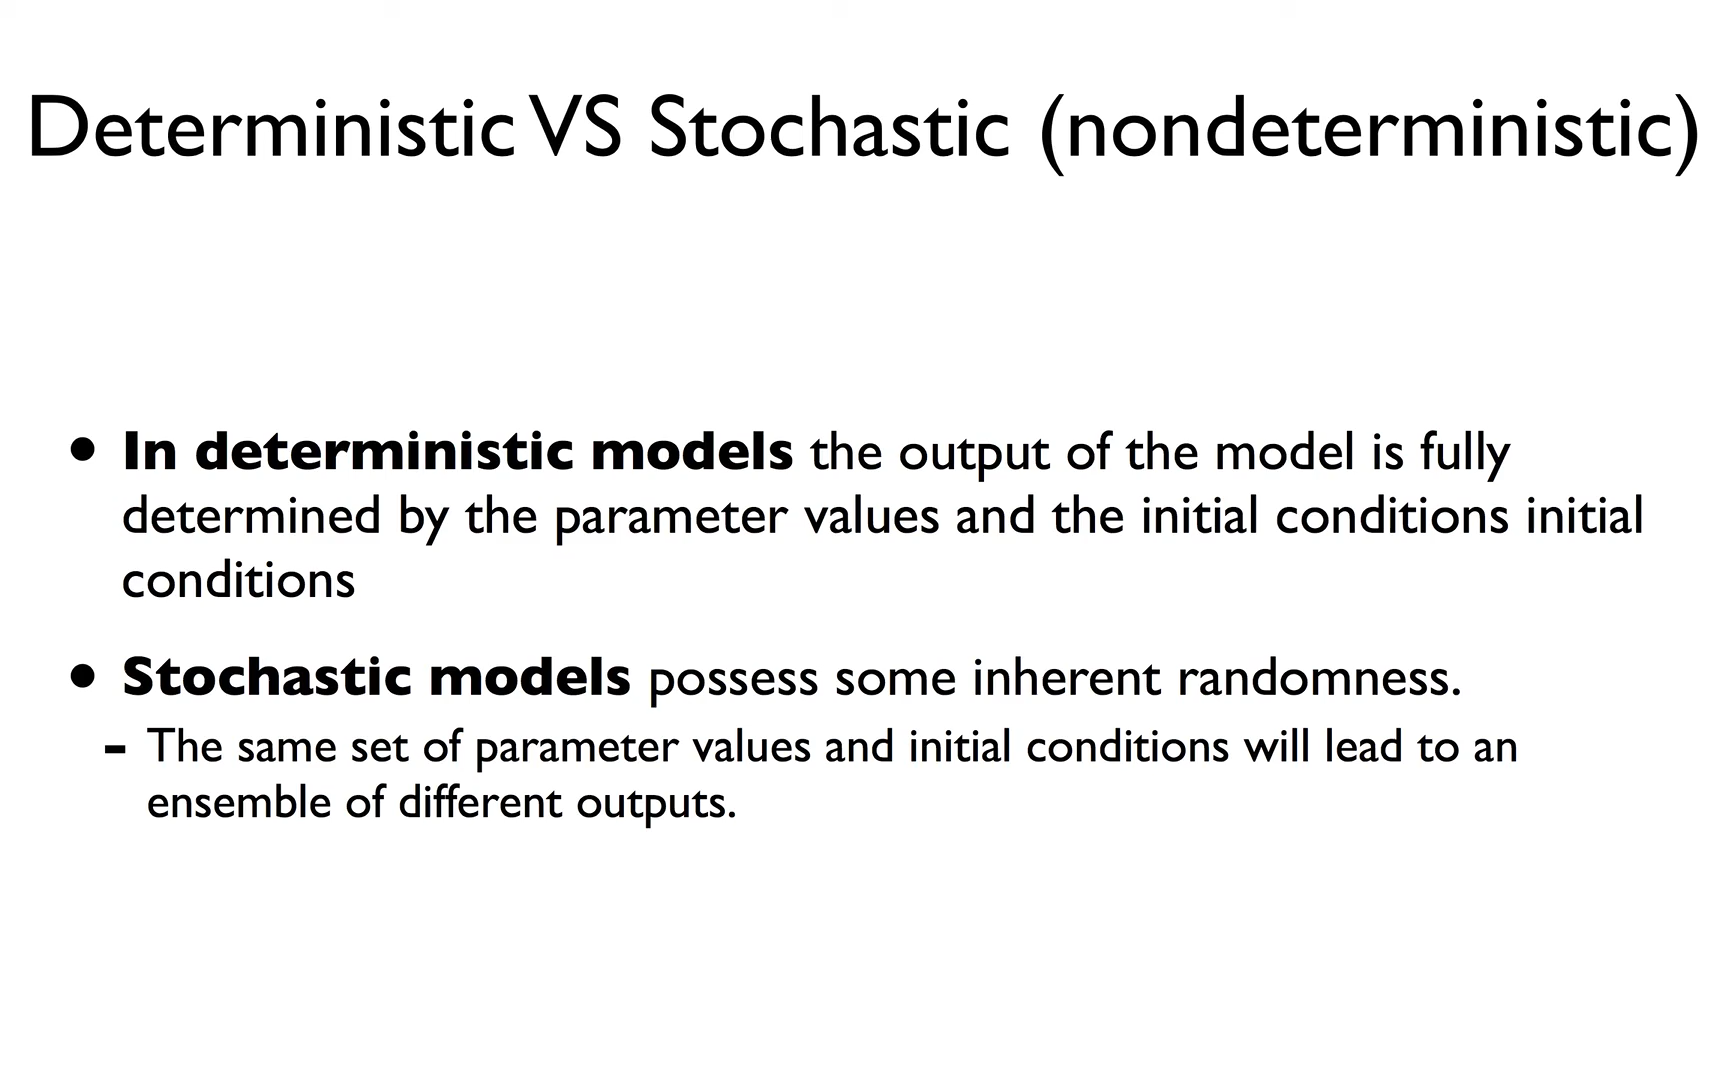 Deterministic VS Stochastic (nondeterministic)
• In deterministic models the output of the model is fully
determined by the parameter values and the initial conditions initial
conditions
• Stochastic models possess some inherent randomness.
- The same set of parameter values and initial conditions will lead to an
ensemble of different outputs.